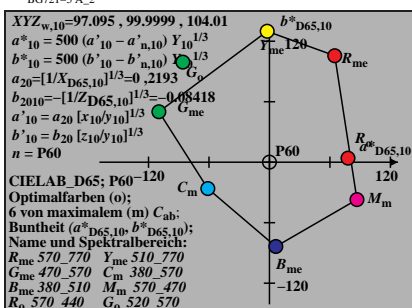 BG721-3 A_2
XYZw,10=97.095 , 99.9999 , 104.01
a*10 = 500 (a'10 - a'n,10) Y10^1/3
b*10 = 500 (b'10 - b'n,10) Y10^1/3
a20=[1/XD65,10]^1/3=0 ,2193
b2010=-[1/ZD65,10]^1/3=-0.08418
a'10 = a20 [x10/y10]^1/3
b'10 = b20 [z10/y10]^1/3
n = P60
CIELAB_D65; P60
Optimalfarben (o);
6 von maximalem (m) Cab;
Buntheit (a*D65,10, b*D65,10);
Name und Spektralbereich:
Rme 570_770 Yme 510_770
Gme 470_570 Cm 380_570
Bme 380_510 Mm 570_470
Ro 570_440 Go 520_570
b*D65,10
Yme 120
Rme
Go
Gme
P60
a*D65,10
-120
Cm
Mm
Bme
-120